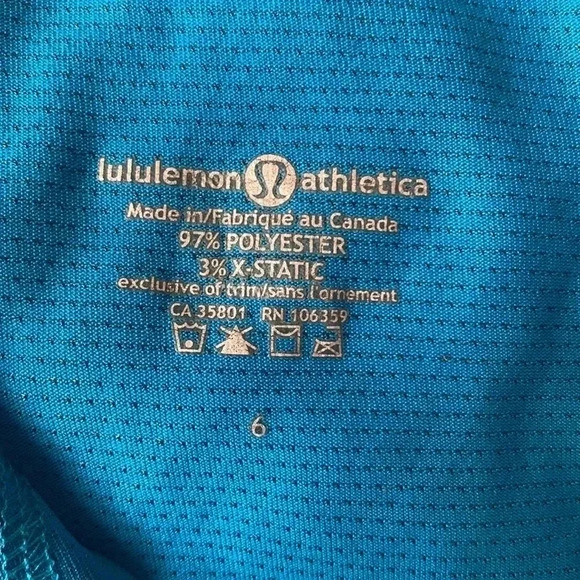 lululemon athletica
Made in/Fabriqué au Canada
97% POLYESTER
3% X-STATIC
exclusive of trim/sans l'ornement
CA 35801 RN 106359
6